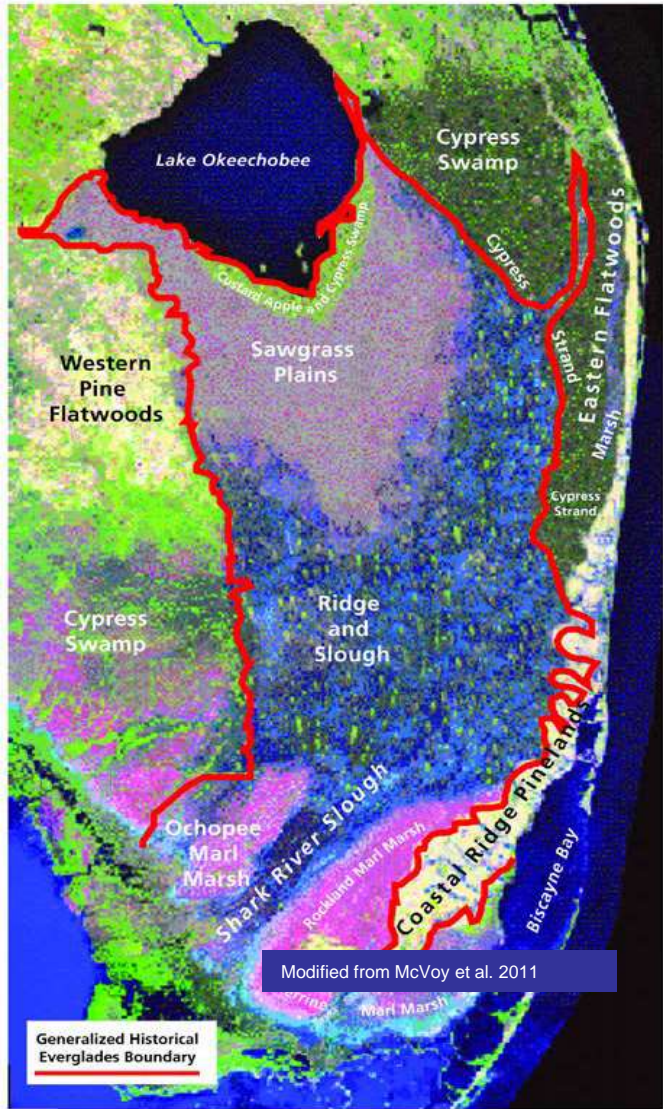 Lake Okeechobee
Cypress
Swamp
Custard Apple and Cypress Swamp
Cypress
Strand
Eastern Flatwoods
Marsh
Sawgrass
Plains
Western
Pine
Flatwoods
Cypress
Strand
Cypress
Swamp
Ridge
and
Slough
Ochopee
Marl
Marsh
Shark River Slough
Rockland Marl Marsh
Coastal Ridge Pinelands
Biscayne Bay
Modified from McVoy et al. 2011
Marl Marsh
Generalized Historical
Everglades Boundary